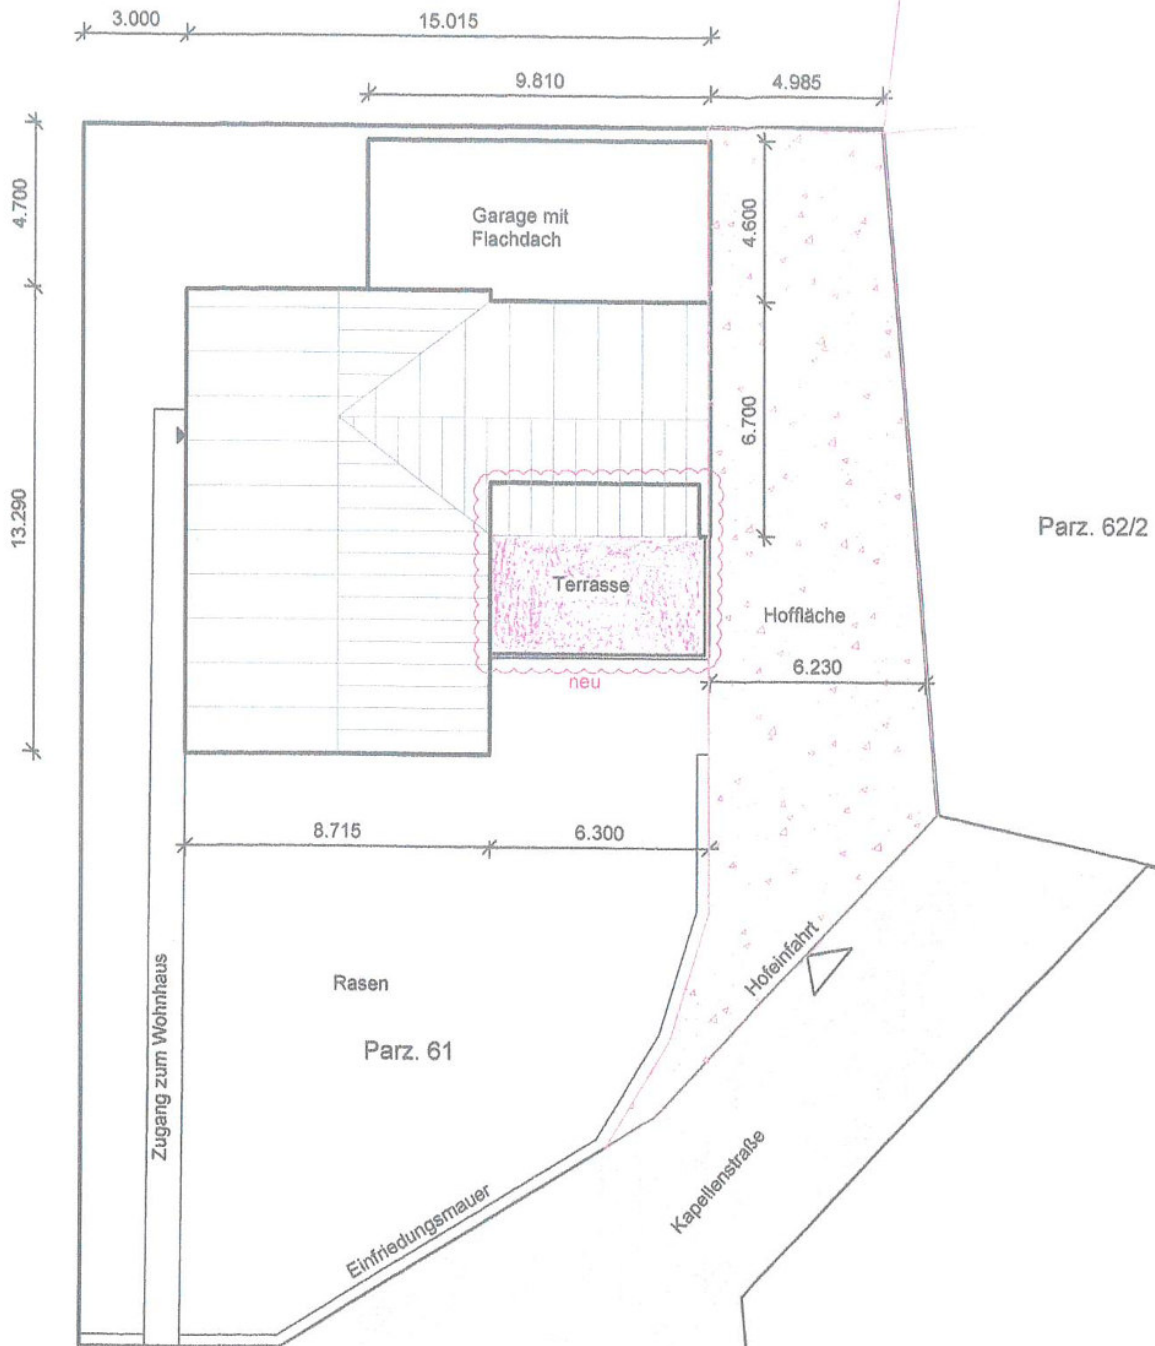 3.000
15.015
9.810
4.985
4.700
Garage mit
Flachdach
4.600
13.290
6.700
Parz. 62/2
Terrasse
Hoffläche
neu
6.230
8.715
6.300
Zugang zum Wohnhaus
Rasen
Hofeinfahrt
Parz. 61
Einfriedungsmauer
Kapellenstraße